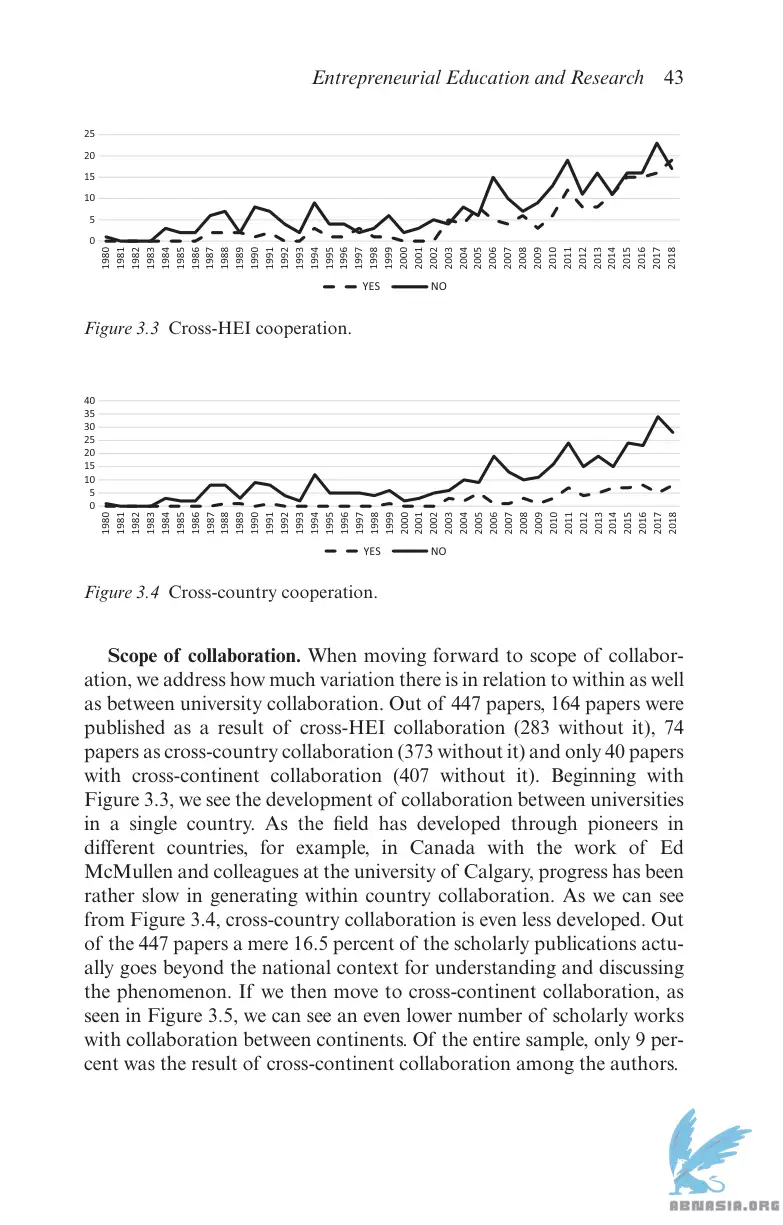 Entrepreneurial Education and Research 43
25
20
15
10
5
0
1980 1981 1982 1983 1984 1985 1986 1987 1988 1989 1990 1991 1992 1993 1994 1995 1996 1997 1998 1999 2000 2001 2002 2003 2004 2005 2006 2007 2008 2009 2010 2011 2012 2013 2014 2015 2016 2017 2018
YES NO
Figure 3.3 Cross-HEI cooperation.
40
35
30
25
20
15
10
5
0
1980 1981 1982 1983 1984 1985 1986 1987 1988 1989 1990 1991 1992 1993 1994 1995 1996 1997 1998 1999 2000 2001 2002 2003 2004 2005 2006 2007 2008 2009 2010 2011 2012 2013 2014 2015 2016 2017 2018
YES NO
Figure 3.4 Cross-country cooperation.
Scope of collaboration. When moving forward to scope of collabor-
ation, we address how much variation there is in relation to within as well
as between university collaboration. Out of 447 papers, 164 papers were
published as a result of cross-HEI collaboration (283 without it), 74
papers as cross-country collaboration (373 without it) and only 40 papers
with cross-continent collaboration (407 without it). Beginning with
Figure 3.3, we see the development of collaboration between universities
in a single country. As the field has developed through pioneers in
different countries, for example, in Canada with the work of Ed
McMullen and colleagues at the university of Calgary, progress has been
rather slow in generating within country collaboration. As we can see
from Figure 3.4, cross-country collaboration is even less developed. Out
of the 447 papers a mere 16.5 percent of the scholarly publications actu-
ally goes beyond the national context for understanding and discussing
the phenomenon. If we then move to cross-continent collaboration, as
seen in Figure 3.5, we can see an even lower number of scholarly works
with collaboration between continents. Of the entire sample, only 9 per-
cent was the result of cross-continent collaboration among the authors.
ABNASIA.ORG